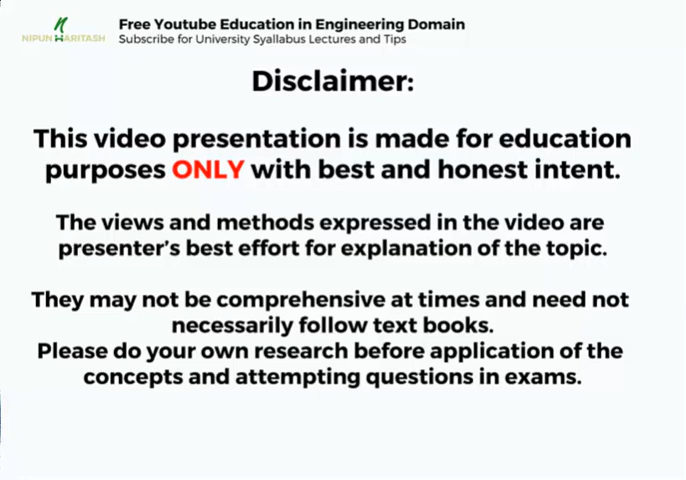 Free Youtube Education in Engineering Domain
NIPUN HARITASH
Subscribe for University Syallabus Lectures and Tips
Disclaimer:
This video presentation is made for education
purposes ONLY with best and honest intent.
The views and methods expressed in the video are
presenter's best effort for explanation of the topic.
They may not be comprehensive at times and need not
necessarily follow text books.
Please do your own research before application of the
concepts and attempting questions in exams.